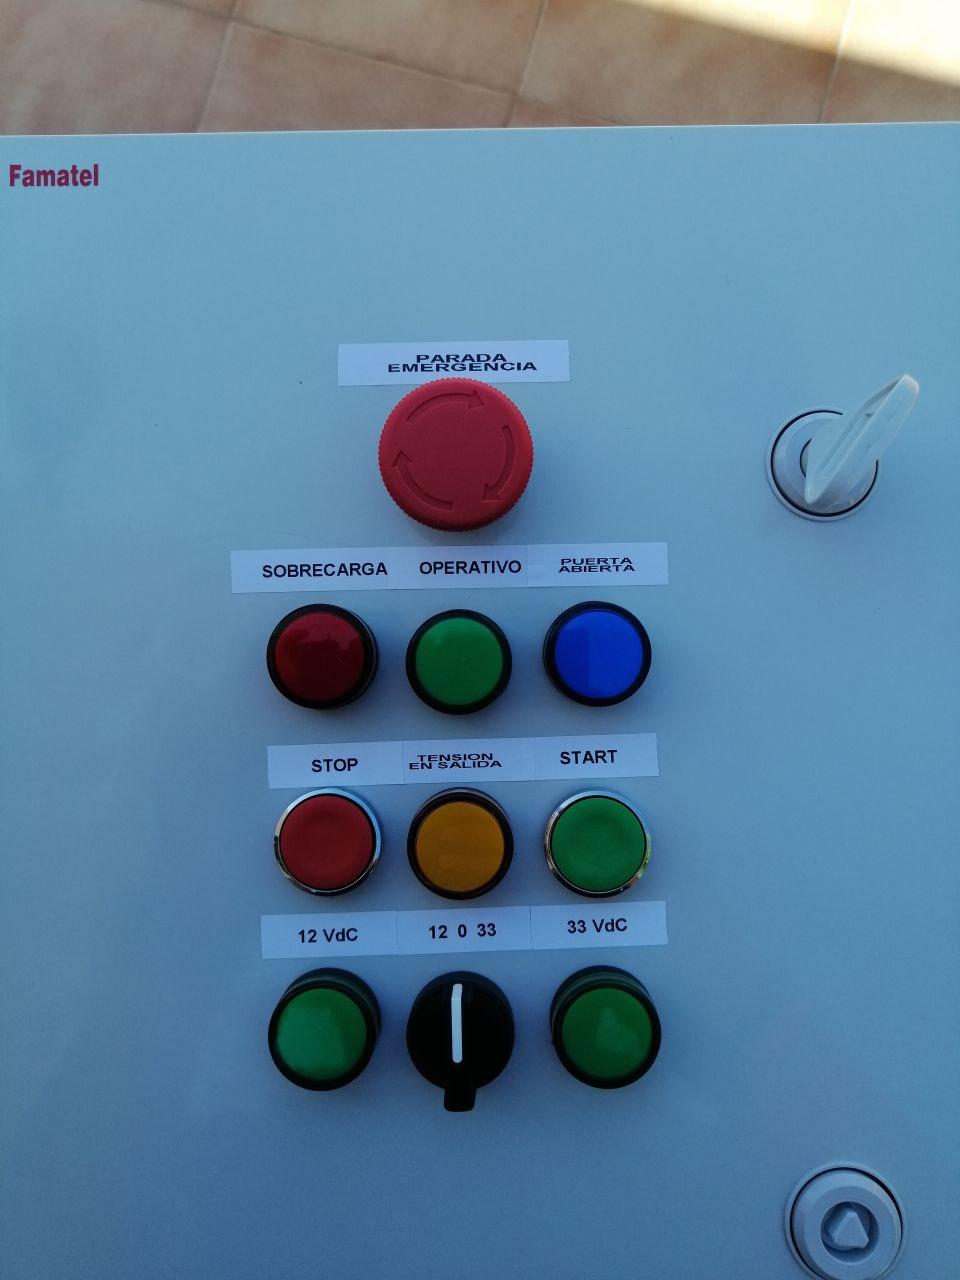 Famatel
PARADA
EMERGENCIA
SOBRECARGA OPERATIVO PUERTA
ABIERTA
STOP TENSION
EN SALIDA START
12 VdC 12 0 33 33 VdC